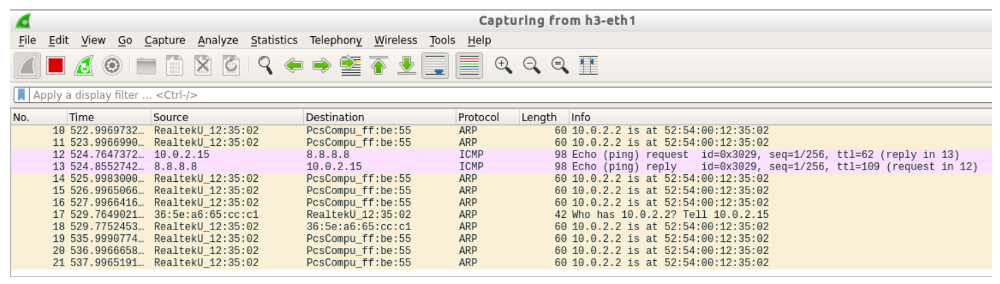 Capturing from h3-eth1
File Edit View Go Capture Analyze Statistics Telephony Wireless Tools Help
Apply a display filter ... <Ctrl-/>
No. Time Source Destination Protocol Length Info
10 522.9969732… RealtekU_12:35:02 PcsCompu_ff:be:55 ARP 60 10.0.2.2 is at 52:54:00:12:35:02
11 523.9966990… RealtekU_12:35:02 PcsCompu_ff:be:55 ARP 60 10.0.2.2 is at 52:54:00:12:35:02
12 524.7647372… 10.0.2.15 8.8.8.8 ICMP 98 Echo (ping) request id=0x3029, seq=1/256, ttl=62 (reply in 13)
13 524.8552742… 8.8.8.8 10.0.2.15 ICMP 98 Echo (ping) reply id=0x3029, seq=1/256, ttl=109 (request in 12)
14 525.9983000… RealtekU_12:35:02 PcsCompu_ff:be:55 ARP 60 10.0.2.2 is at 52:54:00:12:35:02
15 526.9965066… RealtekU_12:35:02 PcsCompu_ff:be:55 ARP 60 10.0.2.2 is at 52:54:00:12:35:02
16 527.9966416… RealtekU_12:35:02 PcsCompu_ff:be:55 ARP 60 10.0.2.2 is at 52:54:00:12:35:02
17 529.7649021… 36:5e:a6:65:cc:c1 RealtekU_12:35:02 ARP 42 Who has 10.0.2.2? Tell 10.0.2.15
18 529.7752453… RealtekU_12:35:02 36:5e:a6:65:cc:c1 ARP 60 10.0.2.2 is at 52:54:00:12:35:02
19 535.9990774… RealtekU_12:35:02 PcsCompu_ff:be:55 ARP 60 10.0.2.2 is at 52:54:00:12:35:02
20 536.9966658… RealtekU_12:35:02 PcsCompu_ff:be:55 ARP 60 10.0.2.2 is at 52:54:00:12:35:02
21 537.9965191… RealtekU_12:35:02 PcsCompu_ff:be:55 ARP 60 10.0.2.2 is at 52:54:00:12:35:02